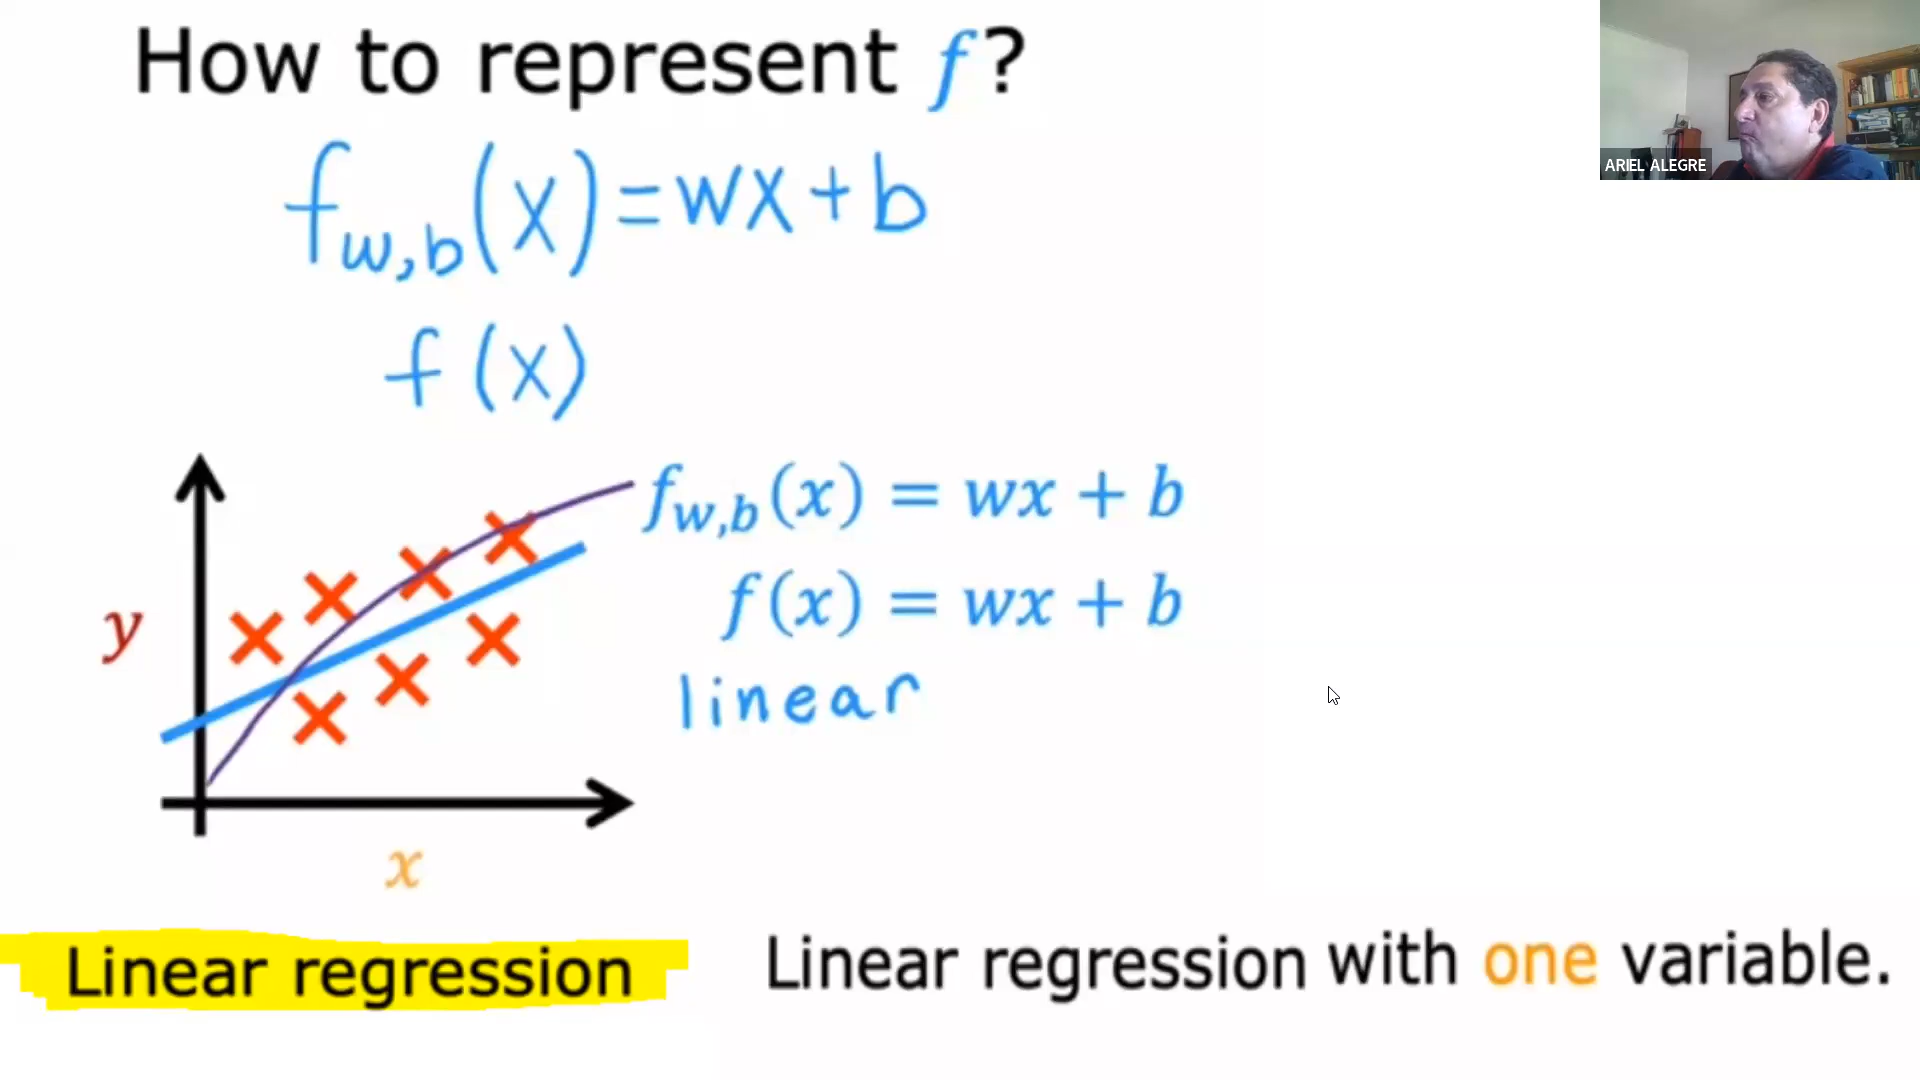 How to represent f?
fw,b(x)=wx+b
f(x)
fw,b(x) = wx + b
f(x) = wx + b
linear
y
x
Linear regression
Linear regression with one variable.
ARIEL ALEGRE